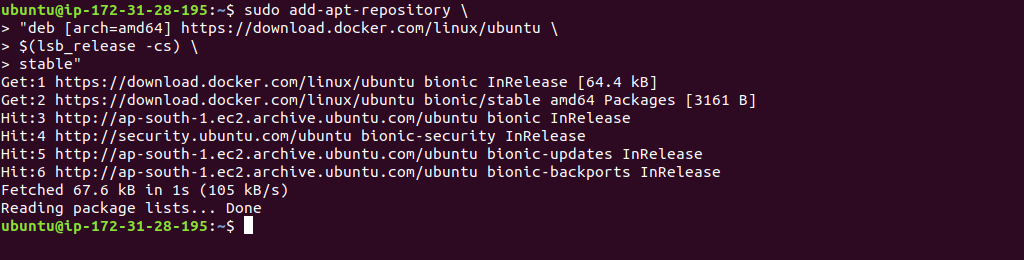 ubuntu@ip-172-31-28-195:~$ sudo add-apt-repository \
> "deb [arch=amd64] https://download.docker.com/linux/ubuntu \
> $(lsb_release -cs) \
> stable"
Get:1 https://download.docker.com/linux/ubuntu bionic InRelease [64.4 kB]
Get:2 https://download.docker.com/linux/ubuntu bionic/stable amd64 Packages [3161 B]
Hit:3 http://ap-south-1.ec2.archive.ubuntu.com/ubuntu bionic InRelease
Hit:4 http://security.ubuntu.com/ubuntu bionic-security InRelease
Hit:5 http://ap-south-1.ec2.archive.ubuntu.com/ubuntu bionic-updates InRelease
Hit:6 http://ap-south-1.ec2.archive.ubuntu.com/ubuntu bionic-backports InRelease
Fetched 67.6 kB in 1s (105 kB/s)
Reading package lists... Done
ubuntu@ip-172-31-28-195:~$